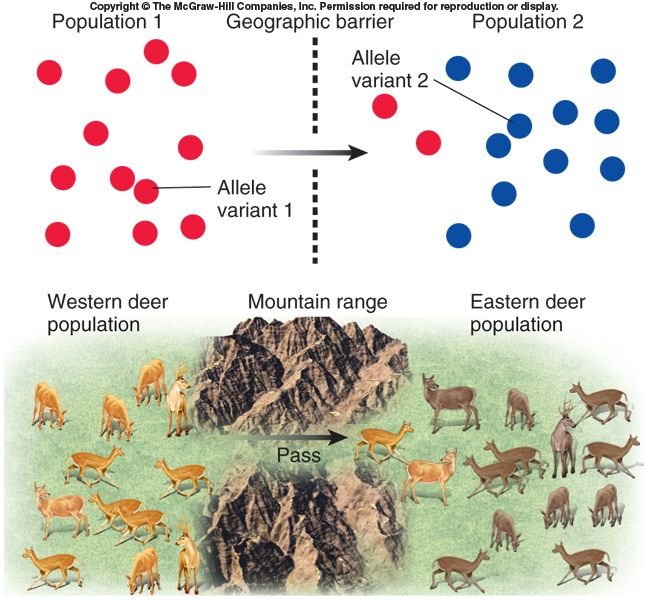 Copyright © The McGraw-Hill Companies, Inc. Permission required for reproduction or display.
Population 1
Geographic barrier
Population 2
Allele
variant 2
Allele
variant 1
Western deer
population
Mountain range
Eastern deer
population
Pass